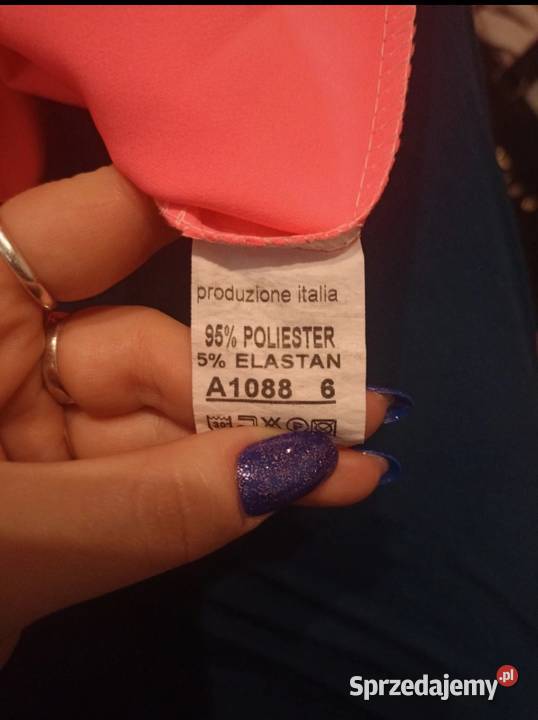 produzione italia
95% POLIESTER
5% ELASTAN
A1088 6
Sprzedajemy.pl